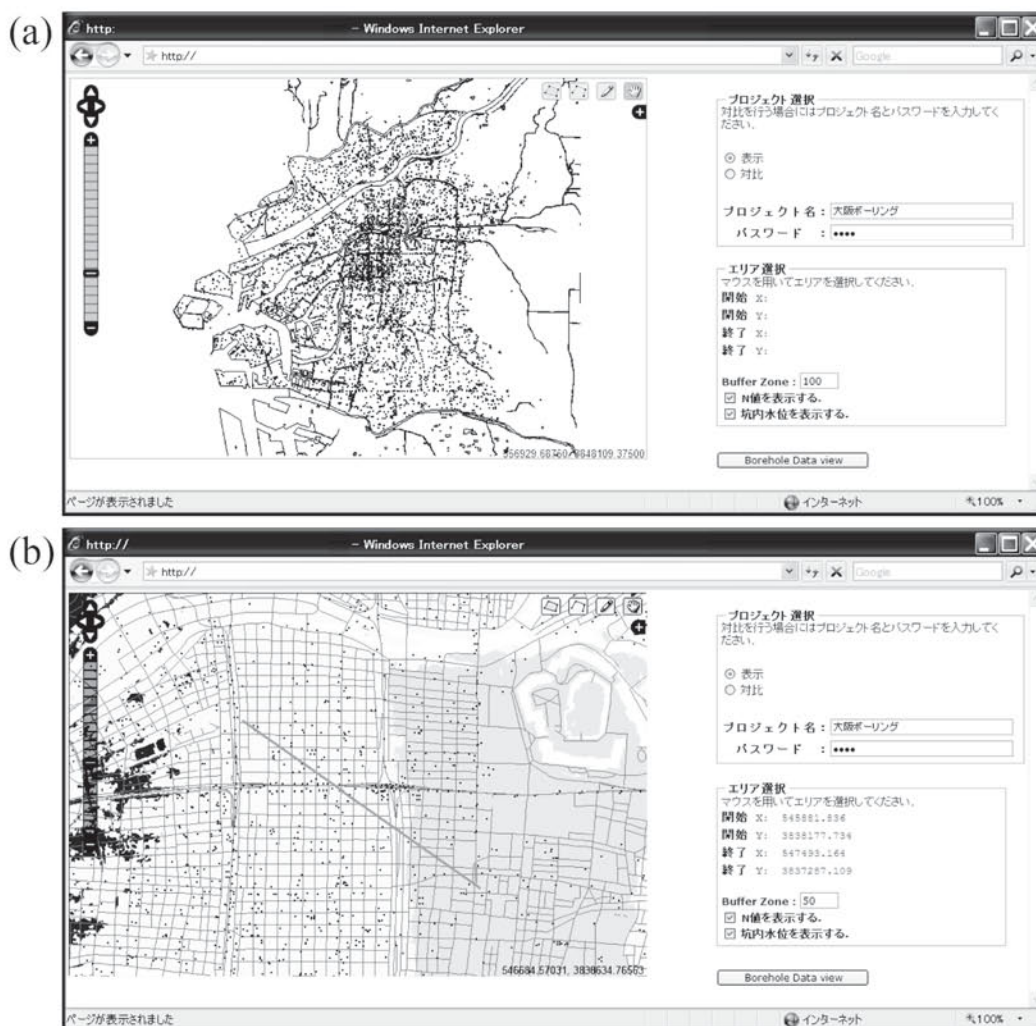 (a)
http: - Windows Internet Explorer
http://
Google
556929.68750, 3848109.37500
プロジェクト選択
対比を行う場合にはプロジェクト名とパスワードを入力してく
ださい.
表示
対比
プロジェクト名: 大阪ボーリング
パスワード : ••••
エリア選択
マウスを用いてエリアを選択してください.
開始 X:
開始 Y:
終了 X:
終了 Y:
Buffer Zone : 100
N値を表示する.
坑内水位を表示する.
Borehole Data view
ページが表示されました
インターネット
100%
(b)
http:// - Windows Internet Explorer
http://
Google
546684.57031, 3838634.76563
プロジェクト選択
対比を行う場合にはプロジェクト名とパスワードを入力してく
ださい.
表示
対比
プロジェクト名: 大阪ボーリング
パスワード : ••••
エリア選択
マウスを用いてエリアを選択してください.
開始 X: 545881.836
開始 Y: 3838177.734
終了 X: 547493.164
終了 Y: 3837287.109
Buffer Zone : 50
N値を表示する.
坑内水位を表示する.
Borehole Data view
ページが表示されました
インターネット
100%